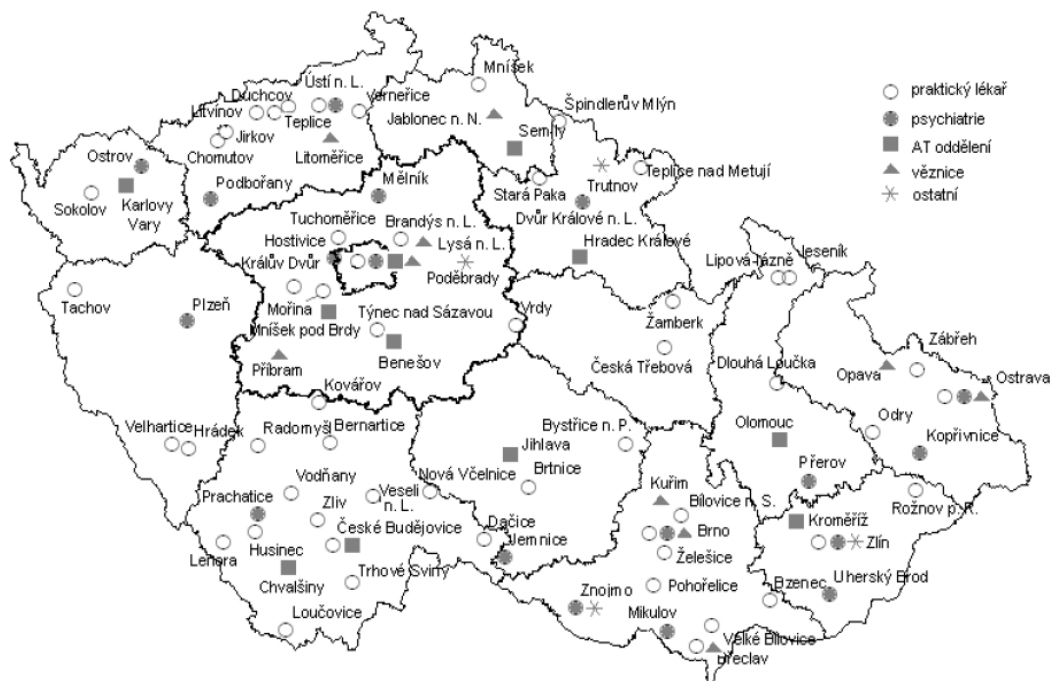 Mníšek
Ústí n. L.
Duchcov
Verneřice
Litvínov
Teplice
Jablonec n. N.
Špindlerův Mlýn
Jirkov
Semily
Chomutov
Litoměřice
Ostrov
Teplice nad Metují
Podbořany
Mělník
Trutnov
Stará Paka
Sokolov
Karlovy
Vary
Tuchoměřice
Brandýs n. L.
Dvůr Králové n. L.
Hostivice
Lysá n. L.
Hradec Králové
Králův Dvůr
Poděbrady
Lipová-lázně
Jeseník
Tachov
Plzeň
Mořina
Týnec nad Sázavou
Vrdy
Žamberk
Mníšek pod Brdy
Zábřeh
Příbram
Benešov
Česká Třebová
Dlouhá Loučka
Opava
Ostrava
Kovářov
Velhartice
Hrádek
Radomyšl
Bernartice
Bystřice n. P.
Olomouc
Odry
Kopřivnice
Jihlava
Vodňany
Nová Včelnice
Brtnice
Přerov
Prachatice
Zliv
Veselí
n. L.
Kuřim
Bílovice n. S.
Rožnov p. R.
České Budějovice
Dačice
Brno
Kroměříž
Lenora
Husinec
Jemnice
Želešice
Zlín
Chvalšiny
Trhové Sviny
Pohořelice
Bzenec
Uherský Brod
Znojmo
Loučovice
Mikulov
Velké Bílovice
Břeclav
praktický lékař
psychiatrie
AT oddělení
věznice
ostatní